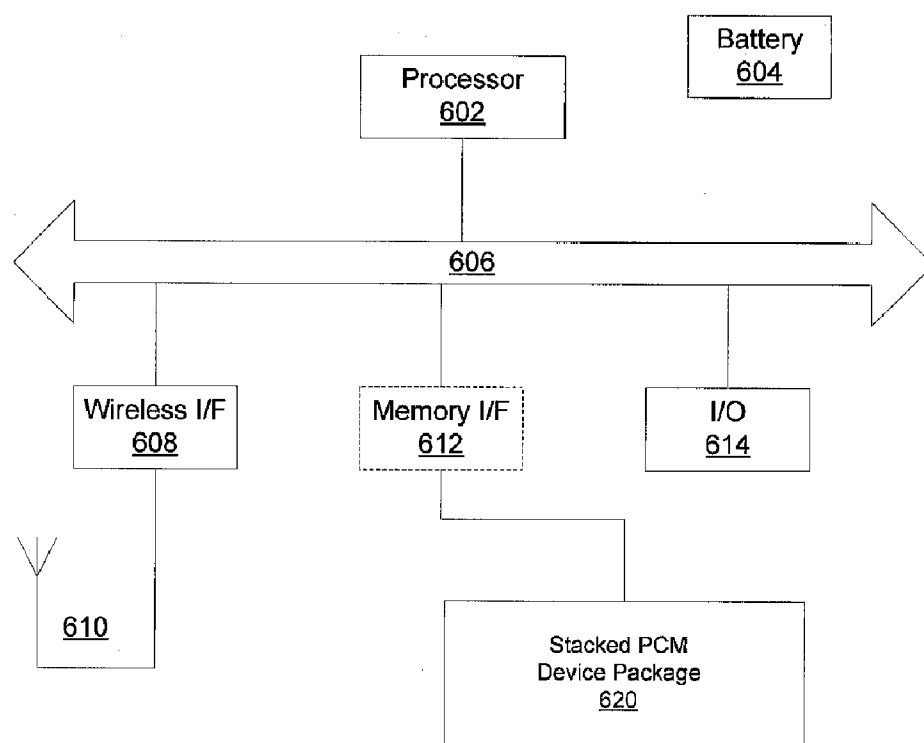 Battery
604
Processor
602
606
Wireless I/F
608
Memory I/F
612
I/O
614
610
Stacked PCM
Device Package
620